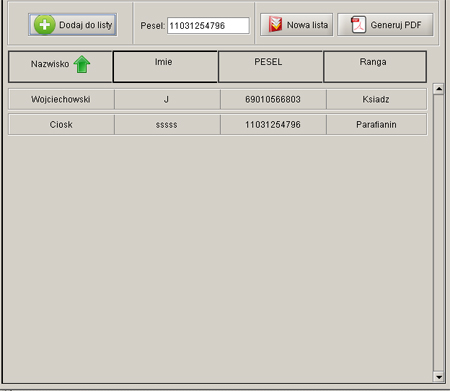 Dodaj do listy Pesel: 11031254796 Nowa lista Generuj PDF
Nazwisko Imie PESEL Ranga
Wojciechowski J 69010566803 Ksiadz
Ciosk sssss 11031254796 Parafianin